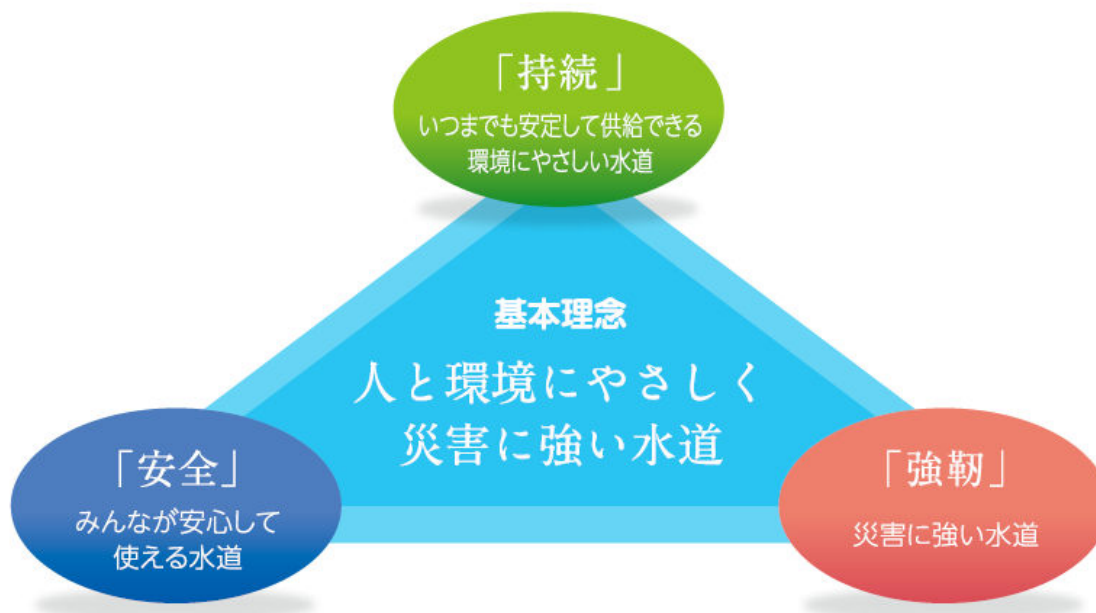 「持続」
いつまでも安定して供給できる
環境にやさしい水道
基本理念
人と環境にやさしく
災害に強い水道
「安全」
みんなが安心して
使える水道
「強靭」
災害に強い水道